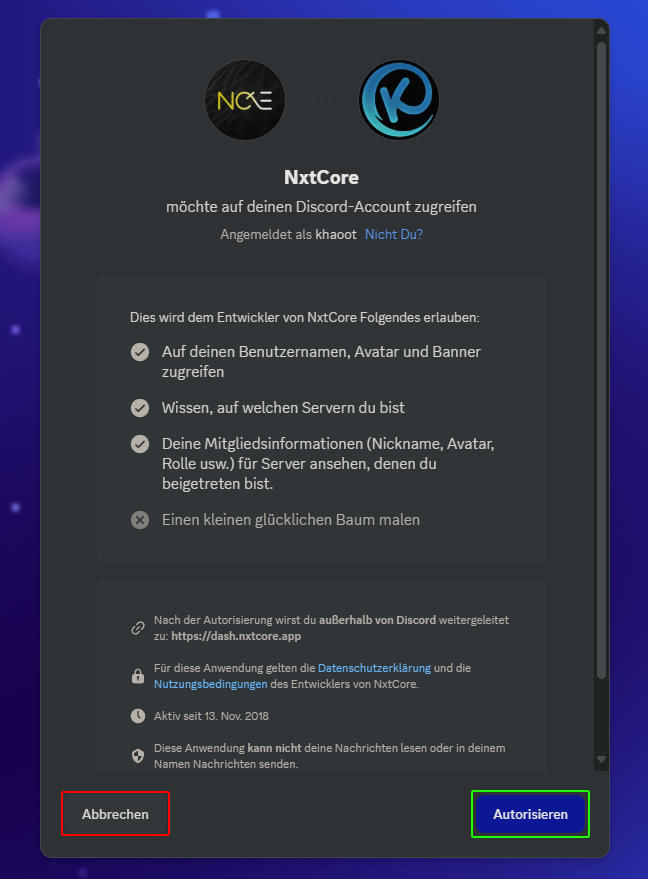 NCE
K
NxtCore
möchte auf deinen Discord-Account zugreifen
Angemeldet als khaoot Nicht Du?
Dies wird dem Entwickler von NxtCore Folgendes erlauben:
Auf deinen Benutzernamen, Avatar und Banner
zugreifen
Wissen, auf welchen Servern du bist
Deine Mitgliedsinformationen (Nickname, Avatar,
Rolle usw.) für Server ansehen, denen du
beigetreten bist.
Einen kleinen glücklichen Baum malen
Nach der Autorisierung wirst du außerhalb von Discord weitergeleitet
zu: https://dash.nxtcore.app
Für diese Anwendung gelten die Datenschutzerklärung und die
Nutzungsbedingungen des Entwicklers von NxtCore.
Aktiv seit 13. Nov. 2018
Diese Anwendung kann nicht deine Nachrichten lesen oder in deinem
Namen Nachrichten senden.
Abbrechen
Autorisieren